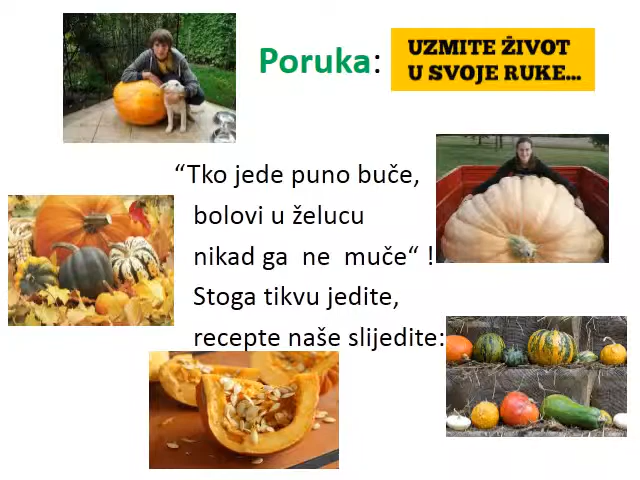 Poruka:
UZMITE ŽIVOT
U SVOJE RUKE...
“Tko jede puno buče,
bolovi u želucu
nikad ga ne muče“ !
Stoga tikvu jedite,
recepte naše slijedite: